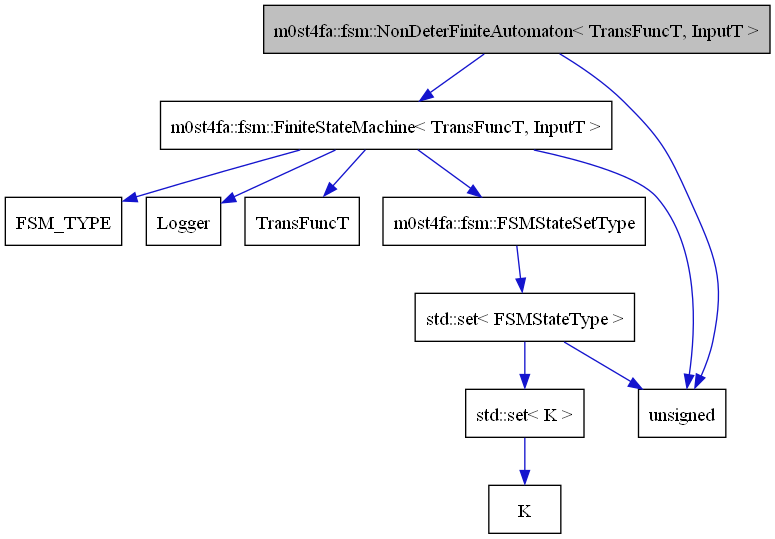 m0st4fa::fsm::NonDeterFiniteAutomaton< TransFuncT, InputT >
m0st4fa::fsm::FiniteStateMachine< TransFuncT, InputT >
FSM_TYPE
Logger
TransFuncT
m0st4fa::fsm::FSMStateSetType
std::set< FSMStateType >
std::set< K >
unsigned
K